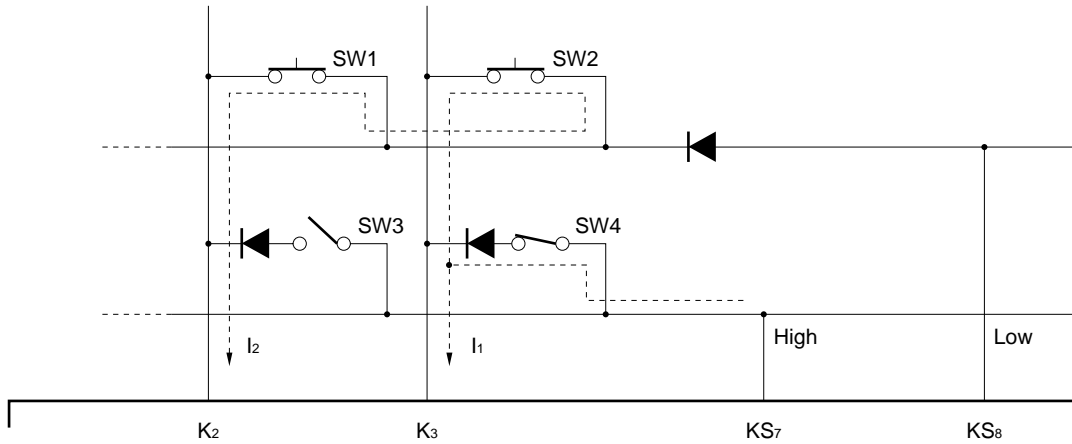 SW1
SW2
SW3
SW4
I₂
I₁
High
Low
K₂
K₃
KS₇
KS₈